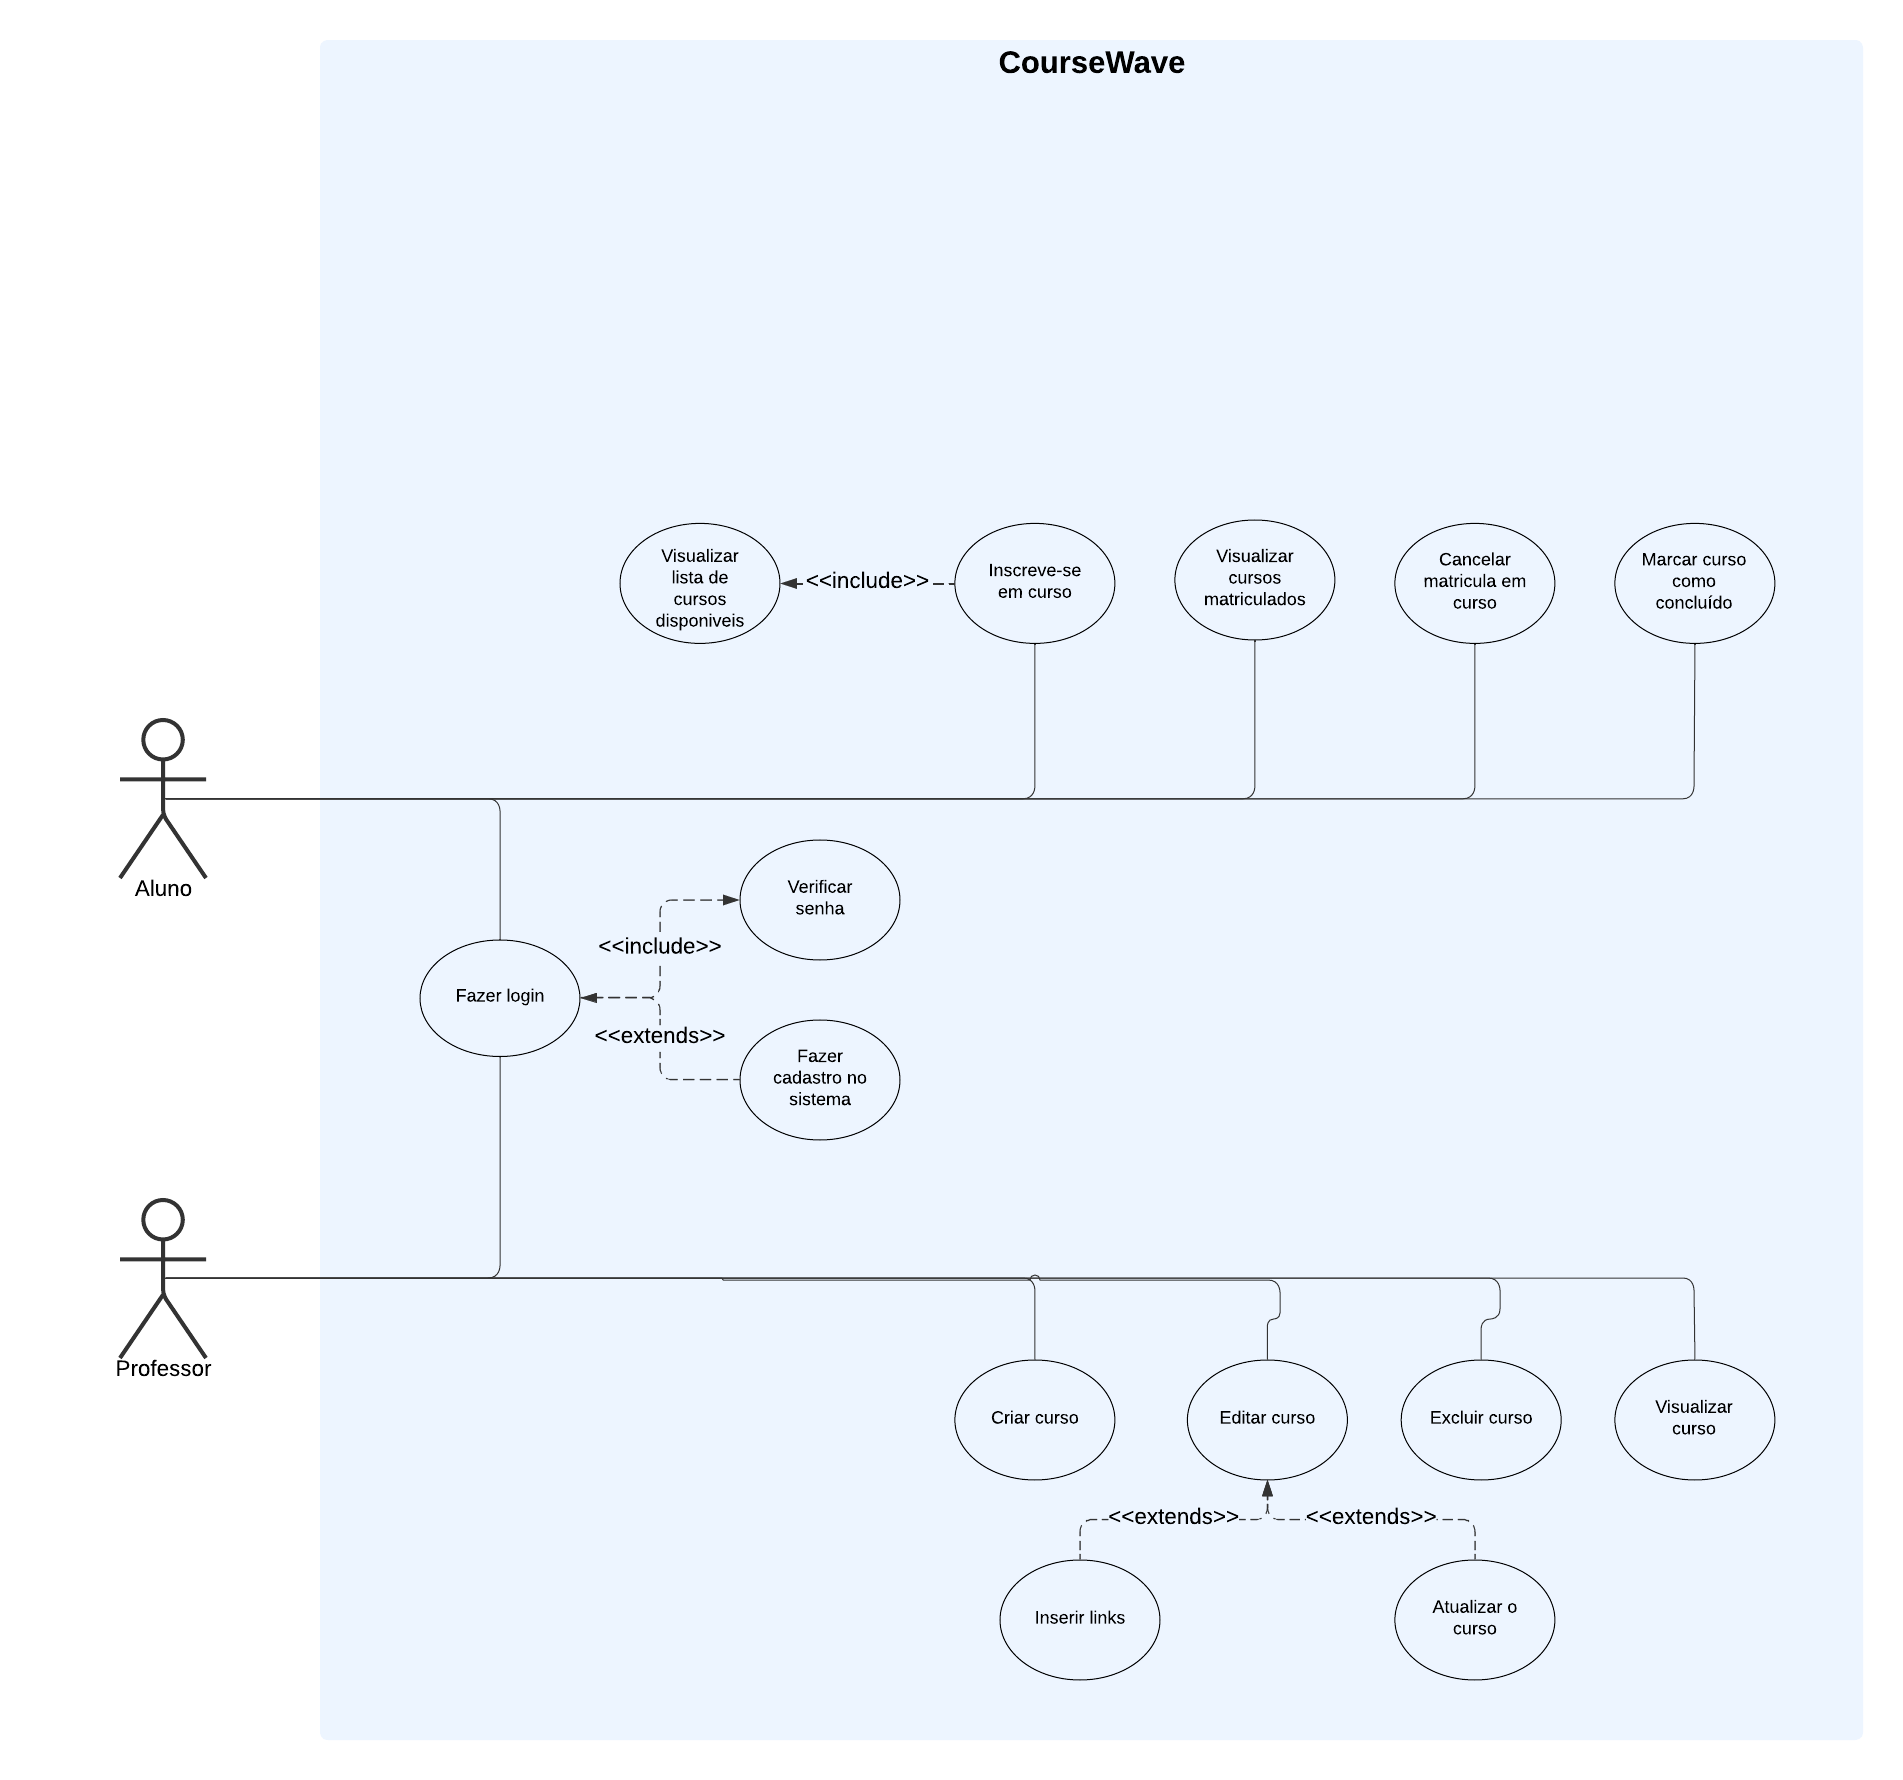 CourseWave
Visualizar
lista de
cursos
disponiveis
<<include>>
Inscreve-se
em curso
Visualizar
cursos
matriculados
Cancelar
matricula em
curso
Marcar curso
como
concluído
Aluno
Verificar
senha
<<include>>
Fazer login
<<extends>>
Fazer
cadastro no
sistema
Professor
Criar curso
Editar curso
Excluir curso
Visualizar
curso
<<extends>>
<<extends>>
Inserir links
Atualizar o
curso